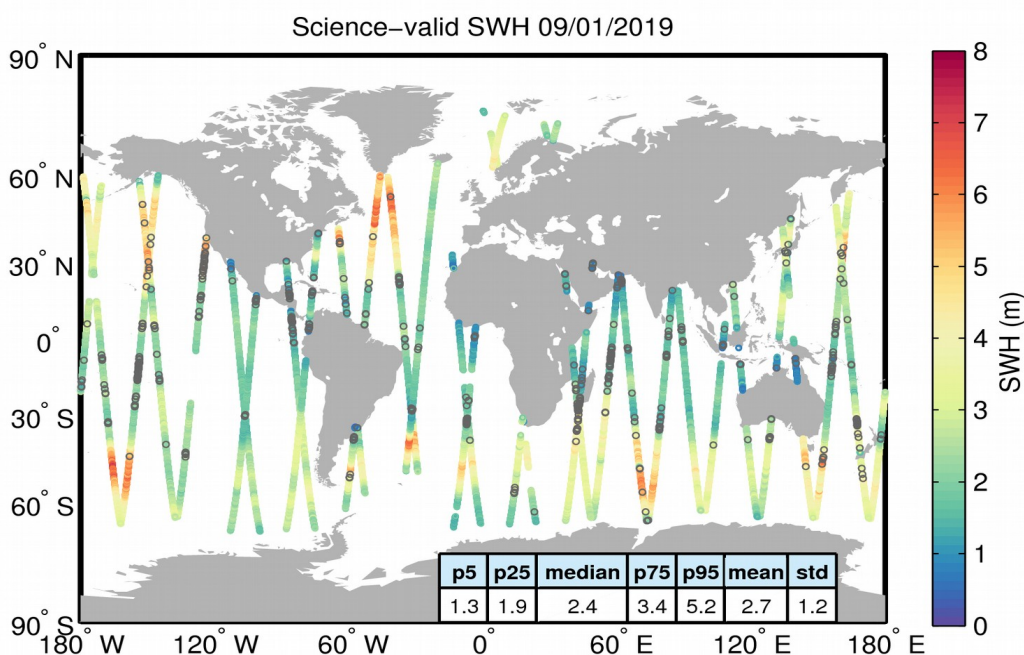 Science−valid SWH 09/01/2019
90° N
60° N
30° N
0°
30° S
60° S
90° S
180° W
120° W
60° W
0°
60° E
120° E
180° E
p5 p25 median p75 p95 mean std
1.3 1.9 2.4 3.4 5.2 2.7 1.2
8
7
6
5
4
3
2
1
0
SWH (m)